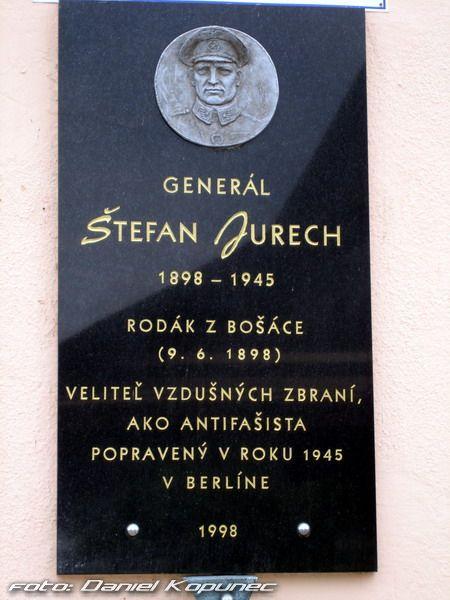 GENERÁL
ŠTEFAN JURECH
1898 – 1945
RODÁK Z BOŠÁCE
(9. 6. 1898)
VELITEĽ VZDUŠNÝCH ZBRANÍ,
AKO ANTIFAŠISTA
POPRAVENÝ V ROKU 1945
V BERLÍNE
1998
foto: Daniel Kopunec